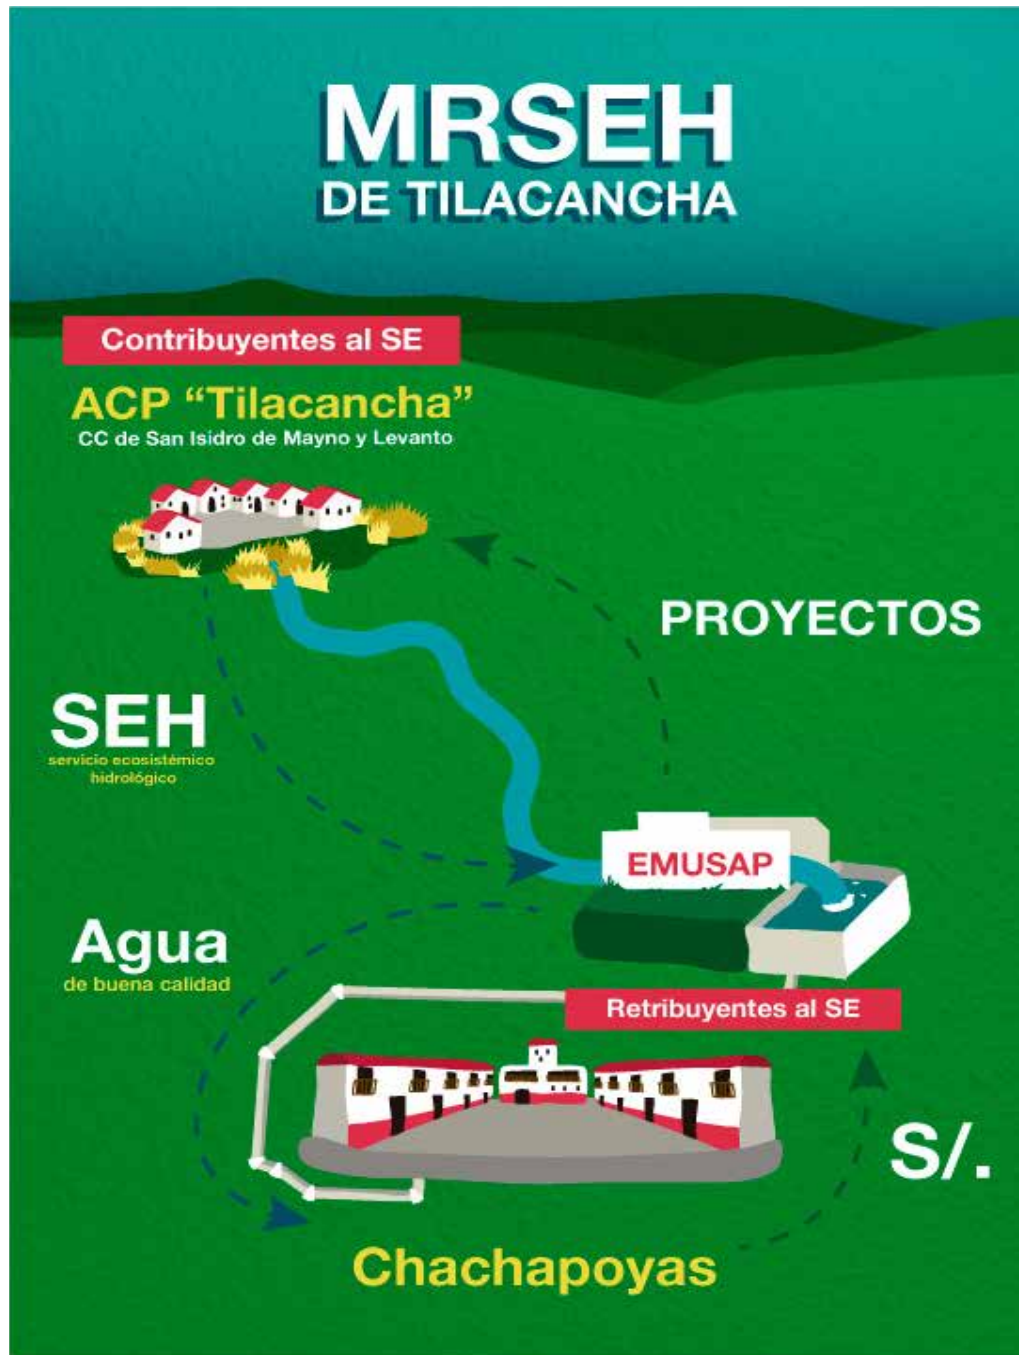 MRSEH
DE TILACANCHA
Contribuyentes al SE
ACP “Tilacancha”
CC de San Isidro de Mayno y Levanto
PROYECTOS
SEH
servicio ecosistémico
hidrológico
EMUSAP
Agua
de buena calidad
Retribuyentes al SE
S/.
Chachapoyas